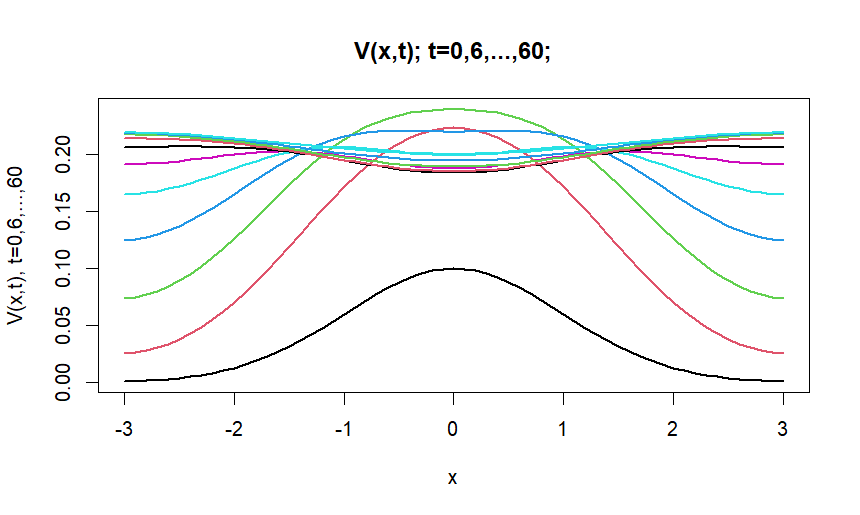 V(x,t); t=0,6,...,60;
V(x,t), t=0,6,...,60
0.20
0.15
0.10
0.05
0.00
-3 -2 -1 0 1 2 3
x